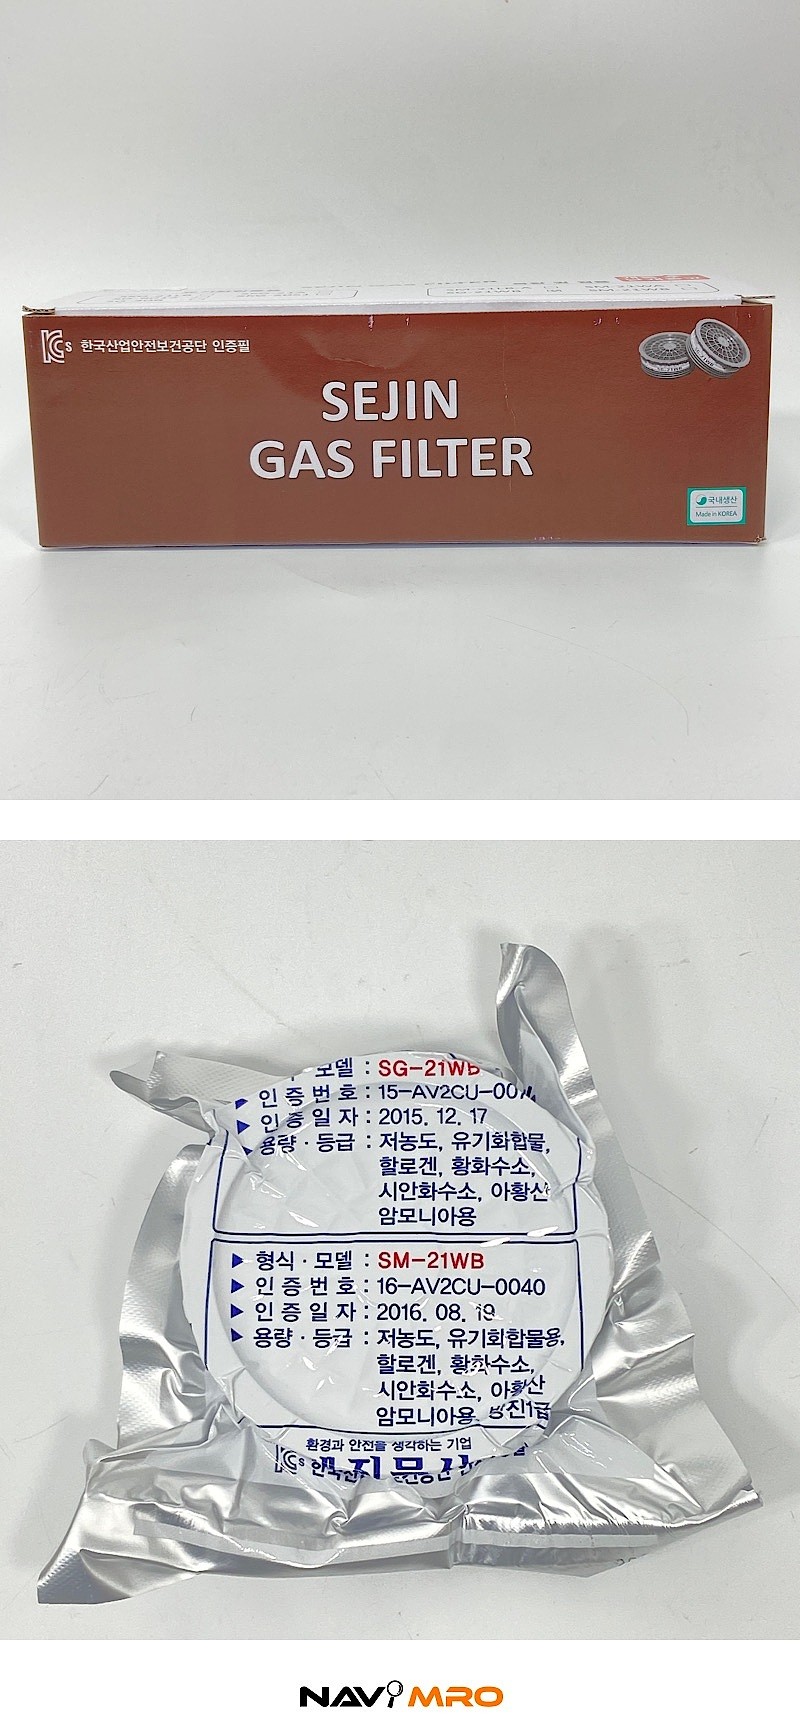 KCs 한국산업안전보건공단 인증필
SEJIN
GAS FILTER
국내생산
Made in KOREA
모델 : SG-21WB
▶ 인 증 번 호 : 15-AV2CU-00
▶ 인 증 일 자 : 2015. 12. 17
▶ 용량 · 등급 : 저농도, 유기화합물,
할로겐, 황화수소,
시안화수소, 아황산
암모니아용
▶ 형식 · 모델 : SM-21WB
▶ 인 증 번 호 : 16-AV2CU-0040
▶ 인 증 일 자 : 2016. 08. 19
▶ 용량 · 등급 : 저농도, 유기화합물용,
할로겐, 황화수소,
시안화수소, 아황산
암모니아용, 방진1급
환경과 안전을 생각하는 기업
KCs
NAVIMRO